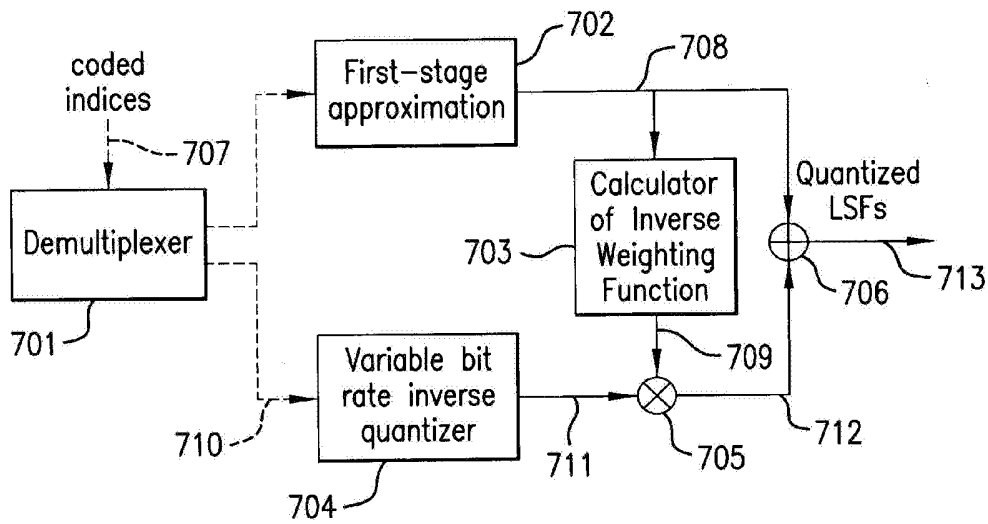 702
708
coded
indices
First-stage
approximation
707
Calculator
of Inverse
Weighting
Function
Quantized
LSFs
Demultiplexer
703
706
713
701
709
Variable bit
rate inverse
quantizer
710
711
705
712
704